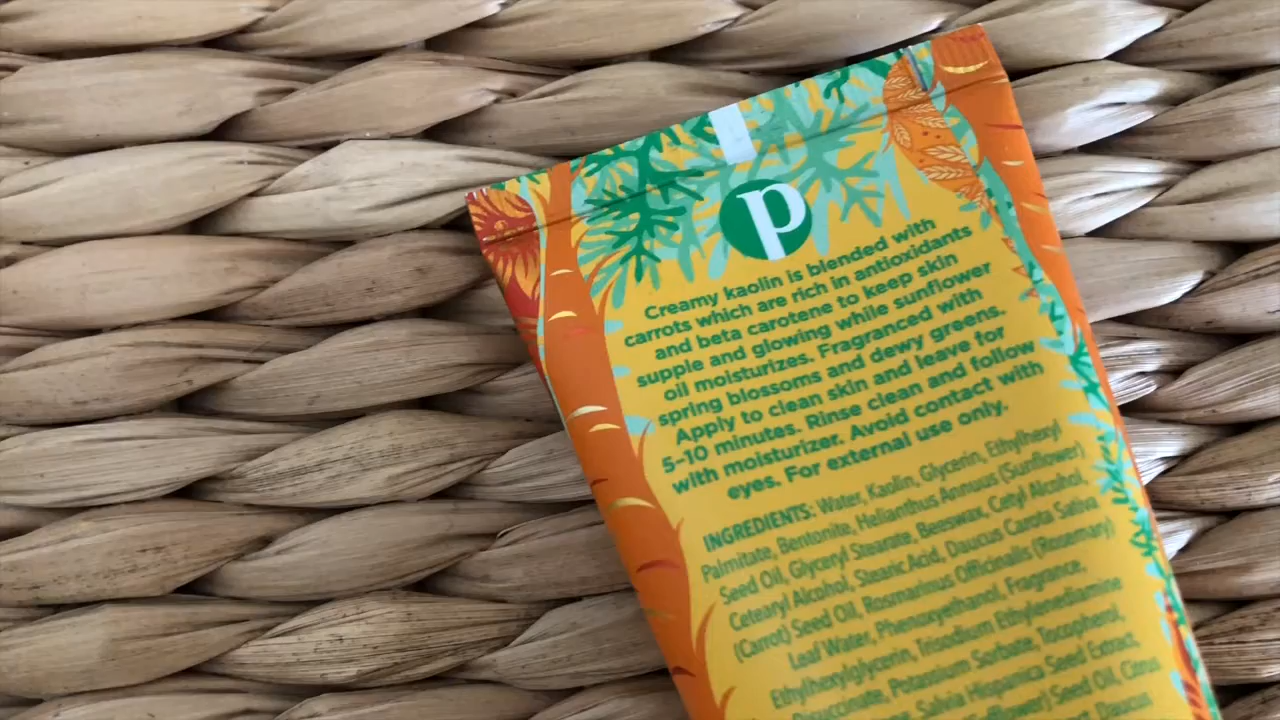 p
Creamy kaolin is blended with
carrots which are rich in antioxidants
and beta carotene to keep skin
supple and glowing while sunflower
oil moisturizes. Fragranced with
spring blossoms and dewy greens.
Apply to clean skin and leave for
5-10 minutes. Rinse clean and follow
with moisturizer. Avoid contact with
eyes. For external use only.
INGREDIENTS: Water, Kaolin, Glycerin, Ethylhexyl
Palmitate, Bentonite, Helianthus Annuus (Sunflower)
Seed Oil, Glyceryl Stearate, Beeswax, Cetyl Alcohol,
Cetearyl Alcohol, Stearic Acid, Daucus Carota Sativa
(Carrot) Seed Oil, Rosmarinus Officinalis (Rosemary)
Leaf Water, Phenoxyethanol, Fragrance,
Ethylhexylglycerin, Trisodium Ethylenediamine
Disuccinate, Potassium Sorbate, Tocopherol,
Salvia Hispanica Seed Extract,
Seed Oil, Citrus
Daucus